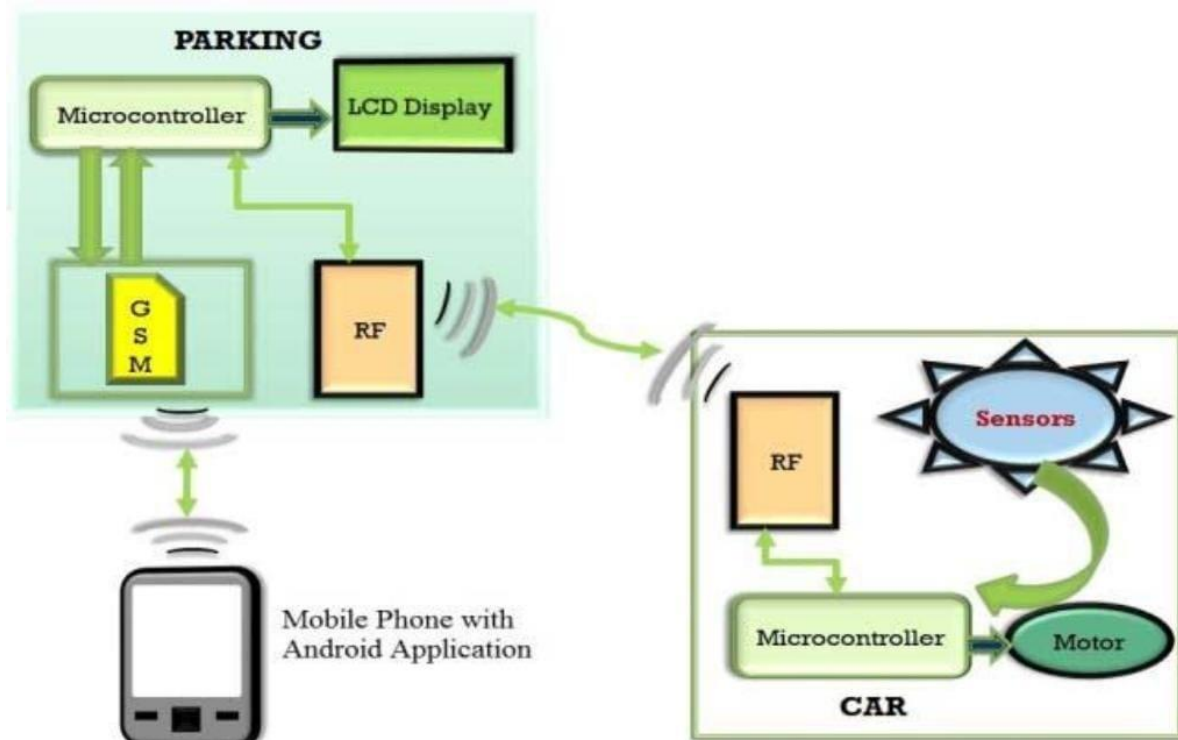 PARKING
Microcontroller
LCD Display
G
S
M
RF
Mobile Phone with
Android Application
RF
Sensors
Microcontroller
Motor
CAR